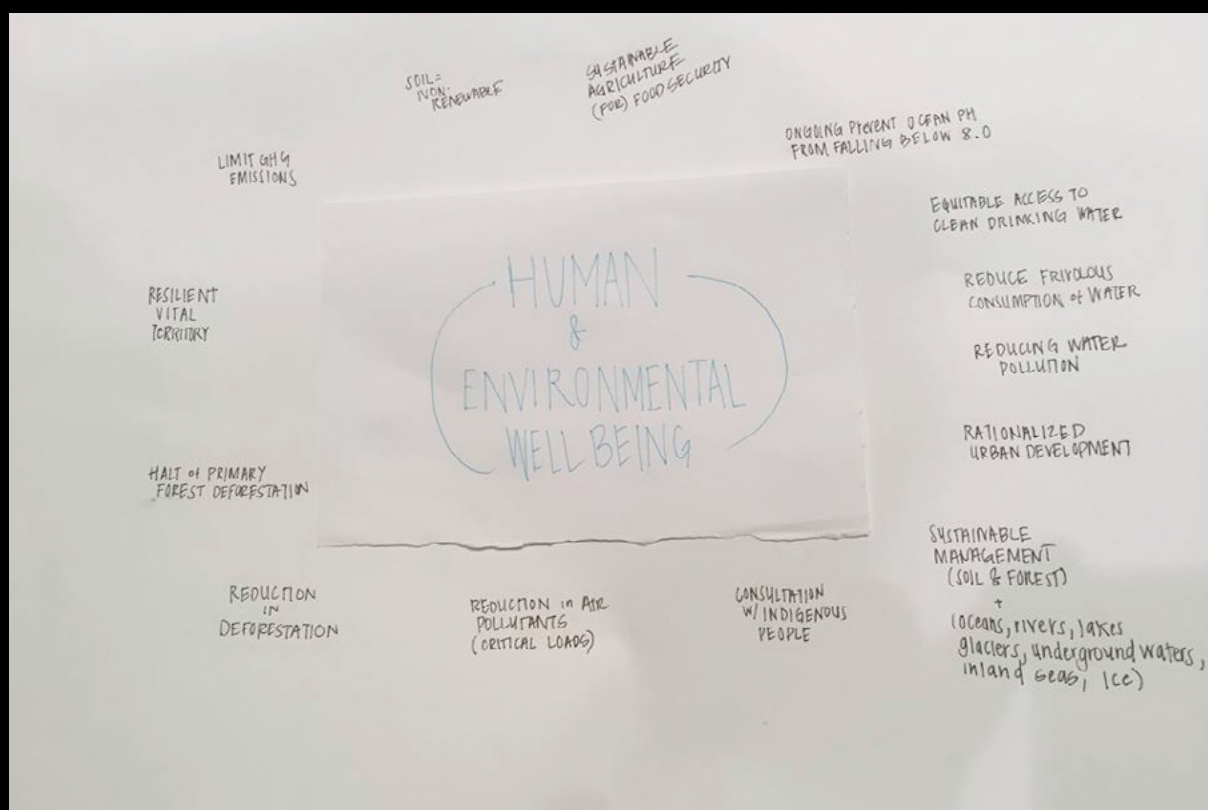 SOIL=
NON-
RENEWABLE
SUSTAINABLE
AGRICULTURE
(FOR) FOOD SECURITY
ONGOING PREVENT OCEAN PH
FROM FALLING BELOW 8.0
LIMIT GHG
EMISSIONS
EQUITABLE ACCESS TO
CLEAN DRINKING WATER
REDUCE FRIVOLOUS
CONSUMPTION of WATER
REDUCING WATER
POLLUTION
RATIONALIZED
URBAN DEVELOPMENT
SUSTAINABLE
MANAGEMENT
(SOIL & FOREST)
+
(oceans, rivers, lakes
glaciers, underground waters,
inland seas, ice)
RESILIENT
VITAL
TERRITORY
HUMAN
&
ENVIRONMENTAL
WELL BEING
HALT of PRIMARY
FOREST DEFORESTATION
REDUCTION
IN
DEFORESTATION
REDUCTION in AIR
POLLUTANTS
(CRITICAL LOADS)
CONSULTATION
W/ INDIGENOUS
PEOPLE